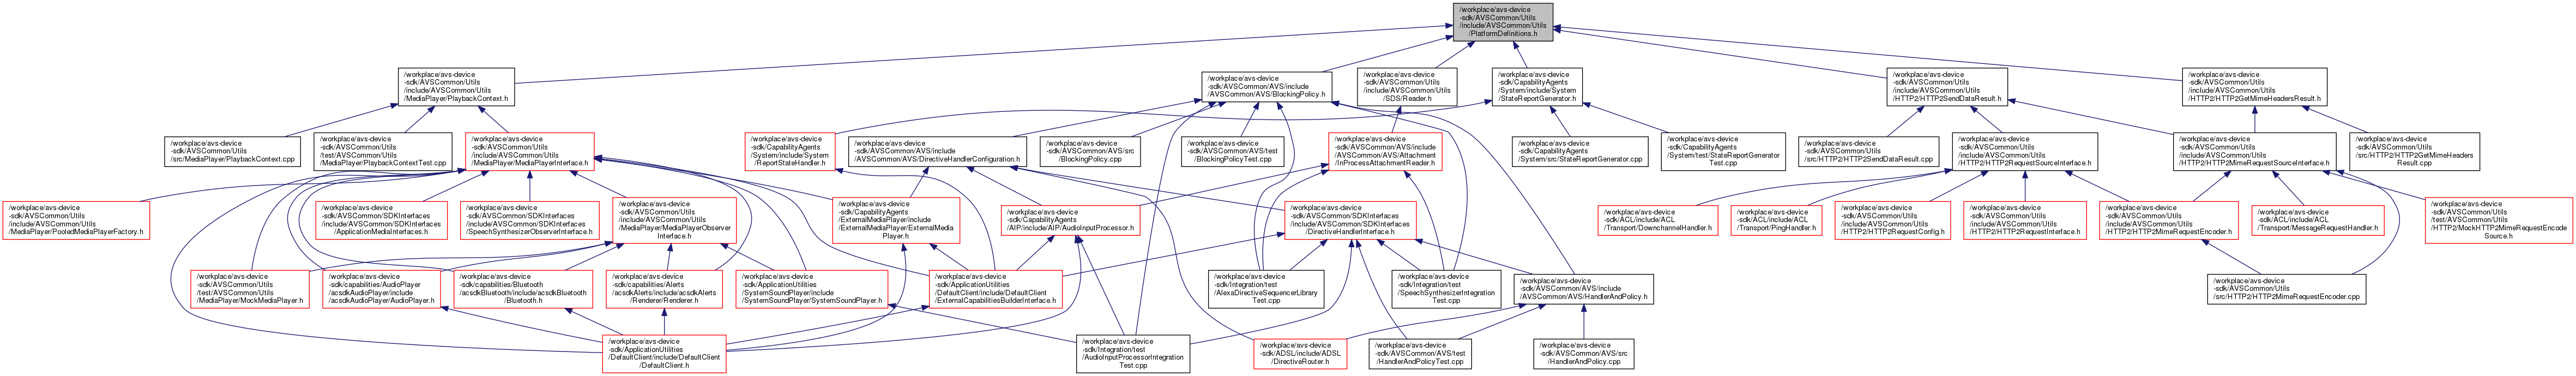 /workplace/avs-device
-sdk/AVSCommon/Utils
/include/AVSCommon/Utils
/PlatformDefinitions.h
/workplace/avs-device
-sdk/AVSCommon/Utils
/include/AVSCommon/Utils
/MediaPlayer/PlaybackContext.h
/workplace/avs-device
-sdk/AVSCommon/AVS/include
/AVSCommon/AVS/BlockingPolicy.h
/workplace/avs-device
-sdk/AVSCommon/Utils
/include/AVSCommon/Utils
/SDS/Reader.h
/workplace/avs-device
-sdk/CapabilityAgents
/System/include/System
/StateReportGenerator.h
/workplace/avs-device
-sdk/AVSCommon/Utils
/include/AVSCommon/Utils
/HTTP2/HTTP2SendDataResult.h
/workplace/avs-device
-sdk/AVSCommon/Utils
/include/AVSCommon/Utils
/HTTP2/HTTP2GetMimeHeadersResult.h
/workplace/avs-device
-sdk/AVSCommon/Utils
/src/MediaPlayer/PlaybackContext.cpp
/workplace/avs-device
-sdk/AVSCommon/Utils
/test/AVSCommon/Utils
/MediaPlayer/PlaybackContextTest.cpp
/workplace/avs-device
-sdk/AVSCommon/Utils
/include/AVSCommon/Utils
/MediaPlayer/MediaPlayerInterface.h
/workplace/avs-device
-sdk/CapabilityAgents
/System/include/System
/ReportStateHandler.h
/workplace/avs-device
-sdk/AVSCommon/AVS/include
/AVSCommon/AVS/DirectiveHandlerConfiguration.h
/workplace/avs-device
-sdk/AVSCommon/AVS/src
/BlockingPolicy.cpp
/workplace/avs-device
-sdk/AVSCommon/AVS/test
/BlockingPolicyTest.cpp
/workplace/avs-device
-sdk/AVSCommon/AVS/include
/AVSCommon/AVS/Attachment
/InProcessAttachmentReader.h
/workplace/avs-device
-sdk/CapabilityAgents
/System/src/StateReportGenerator.cpp
/workplace/avs-device
-sdk/CapabilityAgents
/System/test/StateReportGenerator
Test.cpp
/workplace/avs-device
-sdk/AVSCommon/Utils
/src/HTTP2/HTTP2SendDataResult.cpp
/workplace/avs-device
-sdk/AVSCommon/Utils
/include/AVSCommon/Utils
/HTTP2/HTTP2RequestSourceInterface.h
/workplace/avs-device
-sdk/AVSCommon/Utils
/include/AVSCommon/Utils
/HTTP2/HTTP2MimeRequestSourceInterface.h
/workplace/avs-device
-sdk/AVSCommon/Utils
/src/HTTP2/HTTP2GetMimeHeaders
Result.cpp
/workplace/avs-device
-sdk/AVSCommon/Utils
/include/AVSCommon/Utils
/MediaPlayer/PooledMediaPlayerFactory.h
/workplace/avs-device
-sdk/AVSCommon/SDKInterfaces
/include/AVSCommon/SDKInterfaces
/ApplicationMediaInterfaces.h
/workplace/avs-device
-sdk/AVSCommon/SDKInterfaces
/include/AVSCommon/SDKInterfaces
/SpeechSynthesizerObserverInterface.h
/workplace/avs-device
-sdk/AVSCommon/Utils
/include/AVSCommon/Utils
/MediaPlayer/MediaPlayerObserver
Interface.h
/workplace/avs-device
-sdk/CapabilityAgents
/ExternalMediaPlayer/include
/ExternalMediaPlayer/ExternalMedia
Player.h
/workplace/avs-device
-sdk/CapabilityAgents
/AIP/include/AIP/AudioInputProcessor.h
/workplace/avs-device
-sdk/AVSCommon/SDKInterfaces
/include/AVSCommon/SDKInterfaces
/DirectiveHandlerInterface.h
/workplace/avs-device
-sdk/ACL/include/ACL
/Transport/DownchannelHandler.h
/workplace/avs-device
-sdk/ACL/include/ACL
/Transport/PingHandler.h
/workplace/avs-device
-sdk/AVSCommon/Utils
/include/AVSCommon/Utils
/HTTP2/HTTP2RequestConfig.h
/workplace/avs-device
-sdk/AVSCommon/Utils
/include/AVSCommon/Utils
/HTTP2/HTTP2RequestInterface.h
/workplace/avs-device
-sdk/AVSCommon/Utils
/include/AVSCommon/Utils
/HTTP2/HTTP2MimeRequestEncoder.h
/workplace/avs-device
-sdk/ACL/include/ACL
/Transport/MessageRequestHandler.h
/workplace/avs-device
-sdk/AVSCommon/Utils
/test/AVSCommon/Utils
/HTTP2/MockHTTP2MimeRequestEncode
Source.h
/workplace/avs-device
-sdk/AVSCommon/Utils
/test/AVSCommon/Utils
/MediaPlayer/MockMediaPlayer.h
/workplace/avs-device
-sdk/capabilities/AudioPlayer
/acsdkAudioPlayer/include
/acsdkAudioPlayer/AudioPlayer.h
/workplace/avs-device
-sdk/capabilities/Bluetooth
/acsdkBluetooth/include/acsdkBluetooth
/Bluetooth.h
/workplace/avs-device
-sdk/capabilities/Alerts
/acsdkAlerts/include/acsdkAlerts
/Renderer/Renderer.h
/workplace/avs-device
-sdk/ApplicationUtilities
/SystemSoundPlayer/include
/SystemSoundPlayer/SystemSoundPlayer.h
/workplace/avs-device
-sdk/ApplicationUtilities
/DefaultClient/include/DefaultClient
/ExternalCapabilitiesBuilderInterface.h
/workplace/avs-device
-sdk/Integration/test
/AlexaDirectiveSequencerLibrary
Test.cpp
/workplace/avs-device
-sdk/Integration/test
/SpeechSynthesizerIntegration
Test.cpp
/workplace/avs-device
-sdk/AVSCommon/AVS/include
/AVSCommon/AVS/HandlerAndPolicy.h
/workplace/avs-device
-sdk/AVSCommon/Utils
/src/HTTP2/HTTP2MimeRequestEncoder.cpp
/workplace/avs-device
-sdk/ApplicationUtilities
/DefaultClient/include/DefaultClient
/DefaultClient.h
/workplace/avs-device
-sdk/Integration/test
/AudioInputProcessorIntegration
Test.cpp
/workplace/avs-device
-sdk/ADSL/include/ADSL
/DirectiveRouter.h
/workplace/avs-device
-sdk/AVSCommon/AVS/test
/HandlerAndPolicyTest.cpp
/workplace/avs-device
-sdk/AVSCommon/AVS/src
/HandlerAndPolicy.cpp